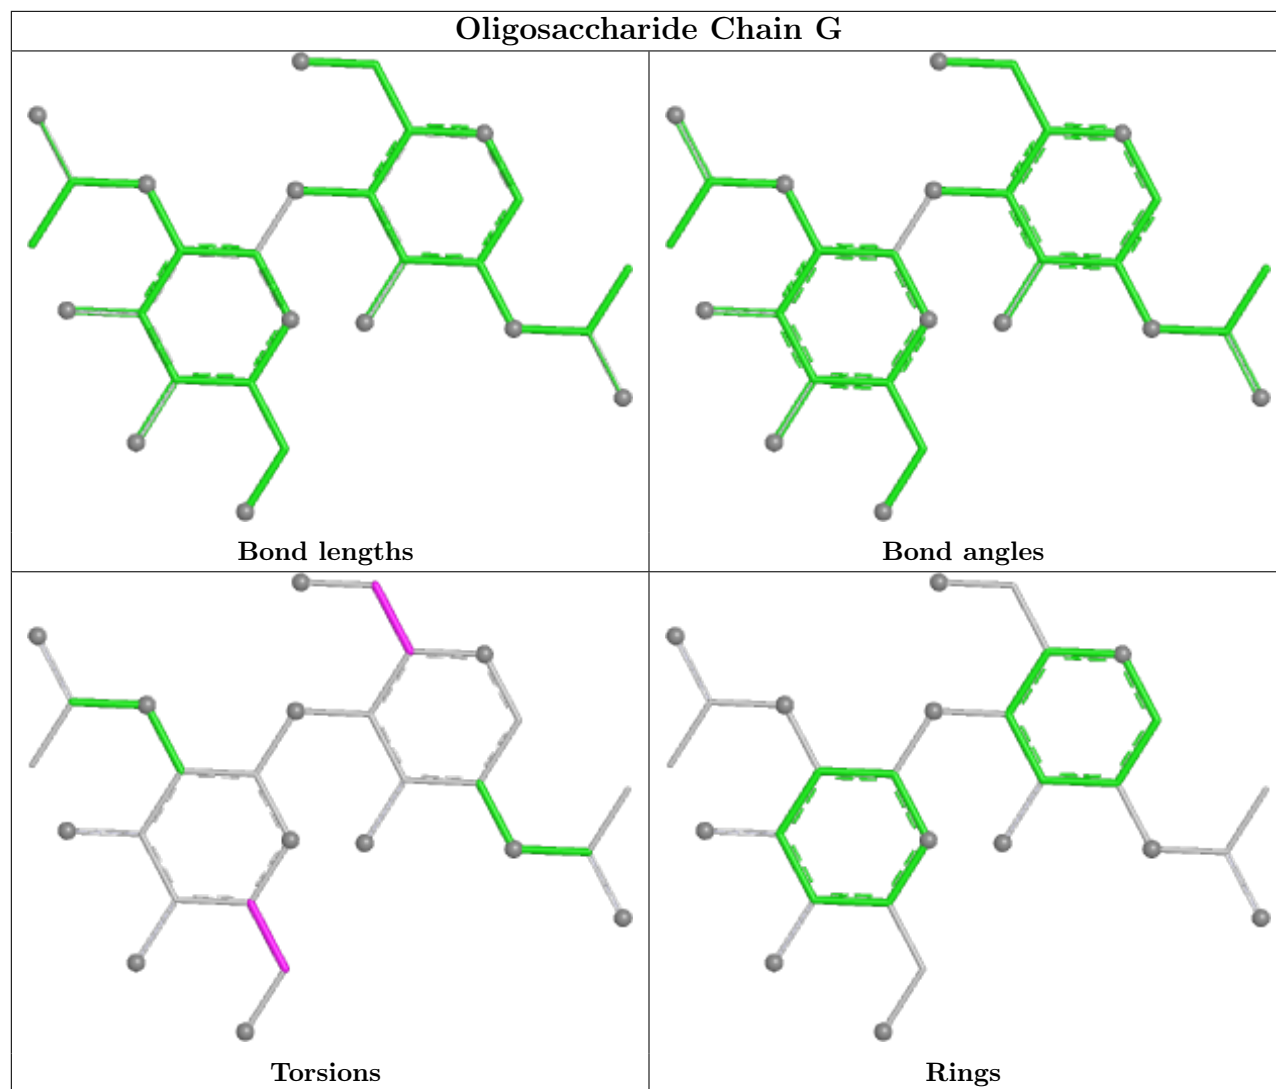 Oligosaccharide Chain G
Bond lengths
Bond angles
Torsions
Rings